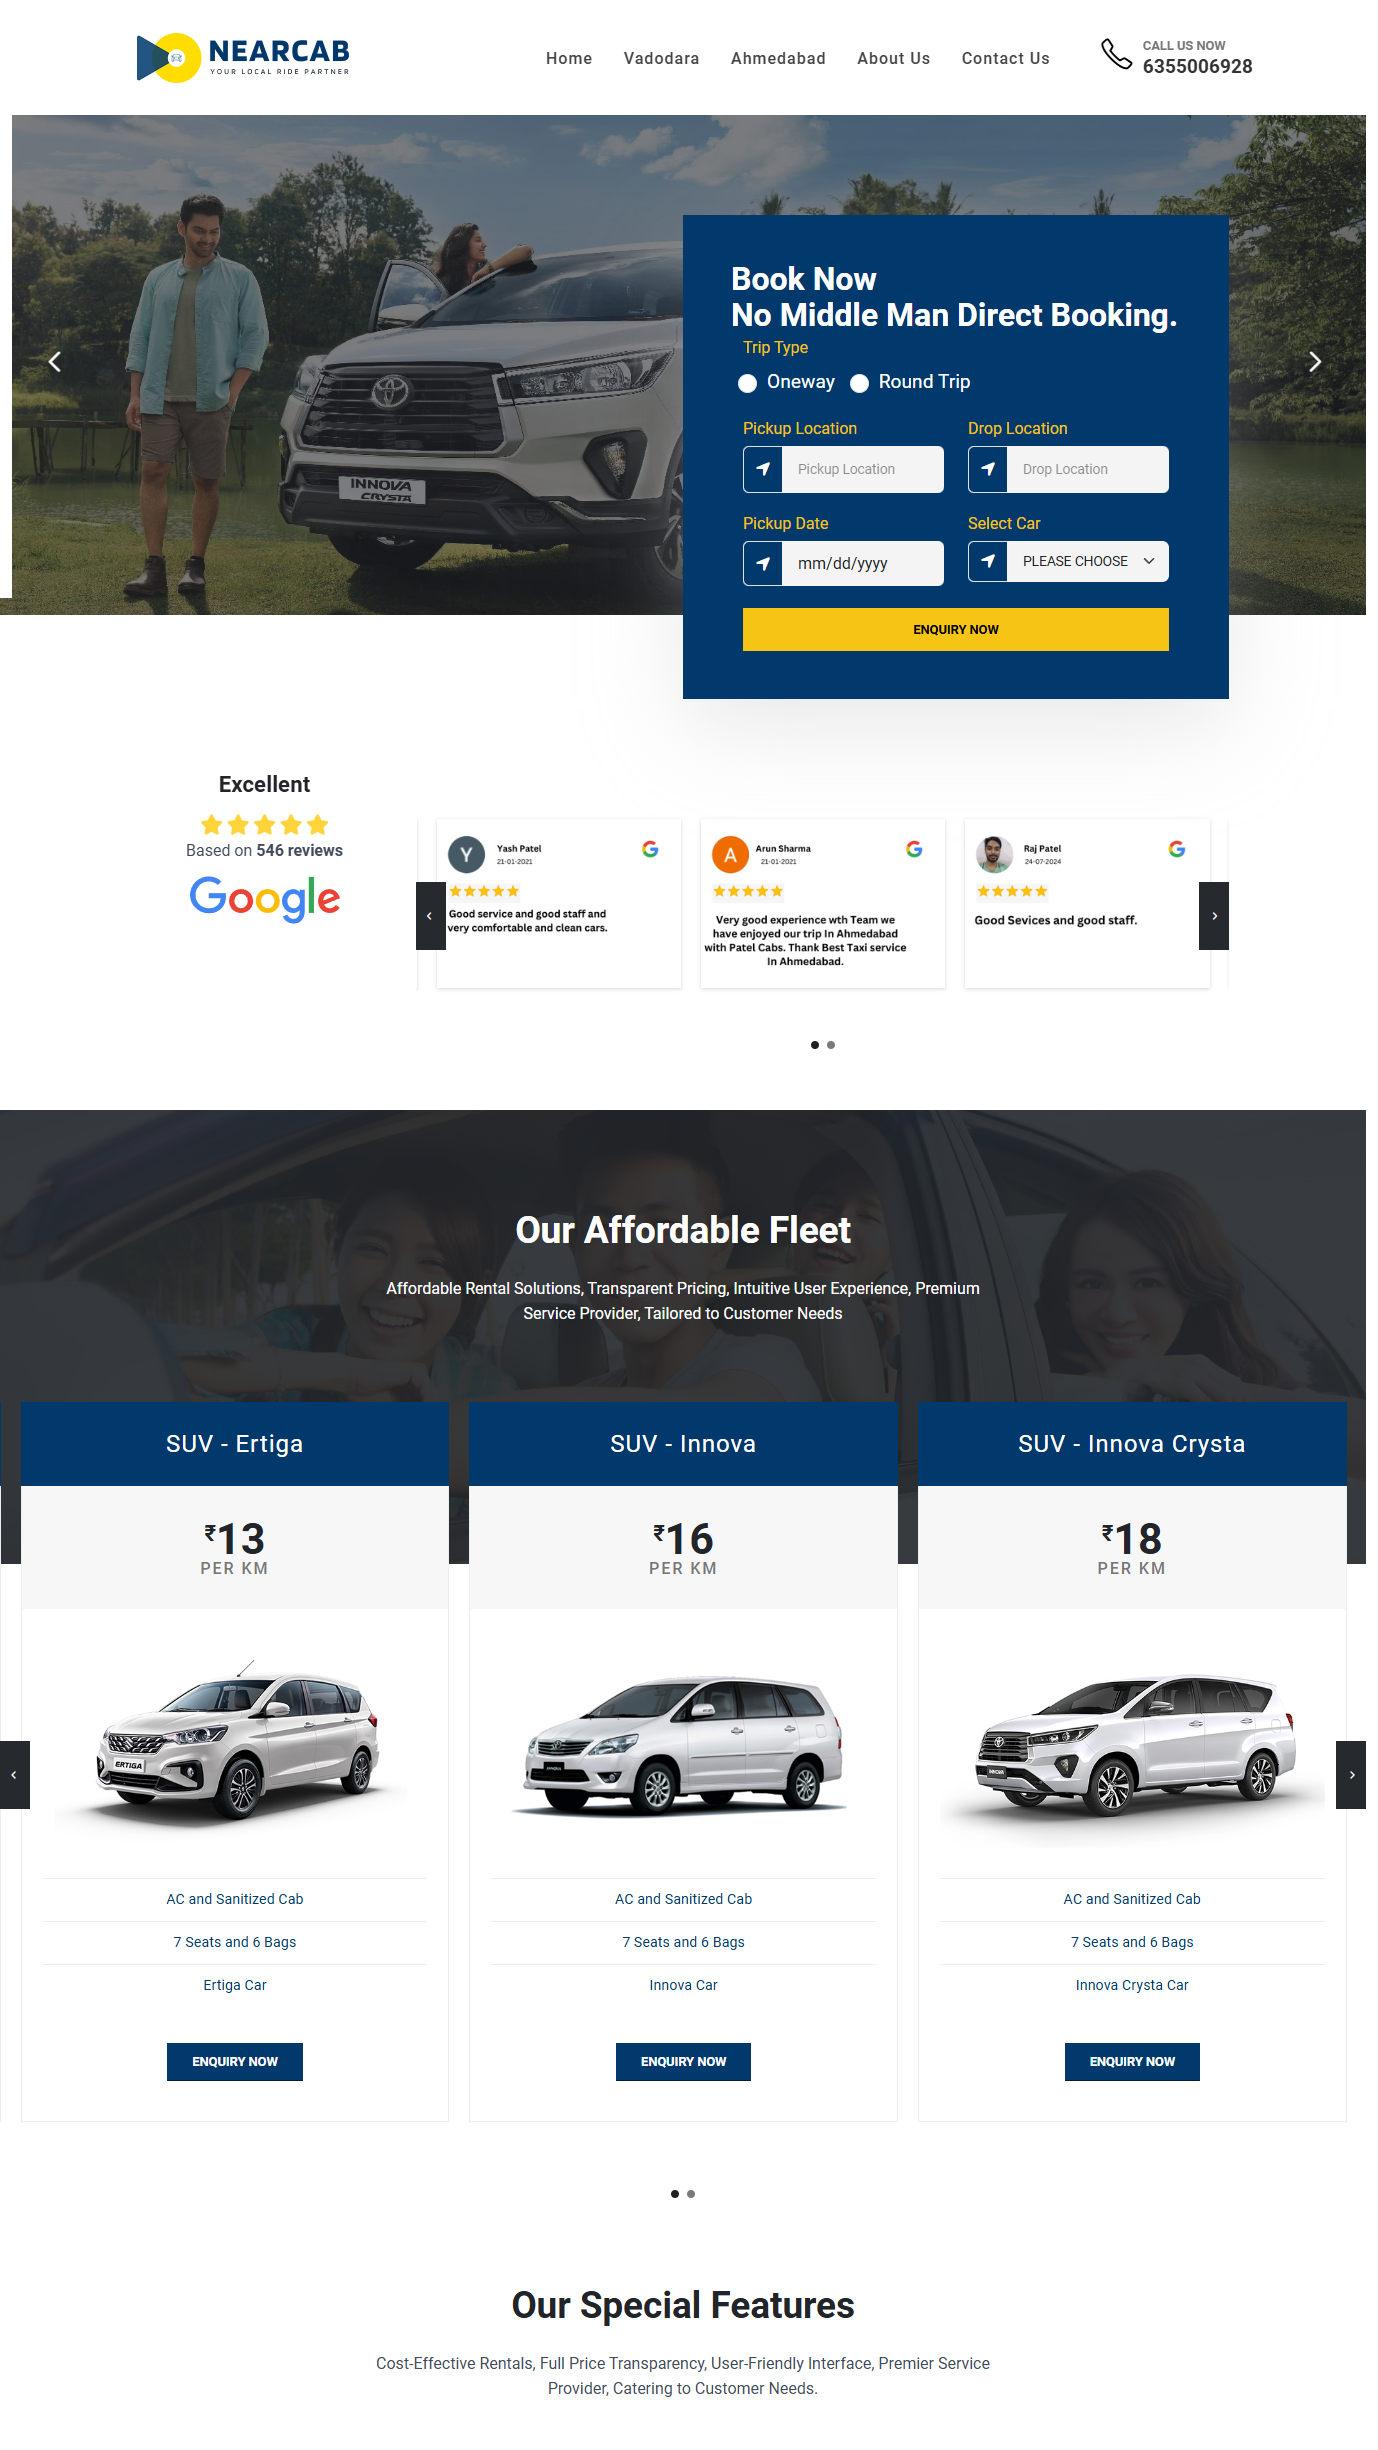 NEARCAB
YOUR LOCAL RIDE PARTNER
Home
Vadodara
Ahmedabad
About Us
Contact Us
CALL US NOW
6355006928
INNOVA
CRYSTA
Book Now
No Middle Man Direct Booking.
Trip Type
Oneway
Round Trip
Pickup Location
Drop Location
Pickup Location
Drop Location
Pickup Date
Select Car
mm/dd/yyyy
PLEASE CHOOSE
ENQUIRY NOW
Excellent
Based on 546 reviews
Google
Y
Yash Patel
21-01-2021
G
Good service and good staff and
very comfortable and clean cars.
A
Arun Sharma
21-01-2021
G
Very good experience wth Team we
have enjoyed our trip In Ahmedabad
with Patel Cabs. Thank Best Taxi service
In Ahmedabad.
Raj Patel
24-07-2024
G
Good Sevices and good staff.
Our Affordable Fleet
Affordable Rental Solutions, Transparent Pricing, Intuitive User Experience, Premium
Service Provider, Tailored to Customer Needs
SUV - Ertiga
₹13
PER KM
ERTIGA
AC and Sanitized Cab
7 Seats and 6 Bags
Ertiga Car
ENQUIRY NOW
SUV - Innova
₹16
PER KM
AC and Sanitized Cab
7 Seats and 6 Bags
Innova Car
ENQUIRY NOW
SUV - Innova Crysta
₹18
PER KM
INNOVA
AC and Sanitized Cab
7 Seats and 6 Bags
Innova Crysta Car
ENQUIRY NOW
Our Special Features
Cost-Effective Rentals, Full Price Transparency, User-Friendly Interface, Premier Service
Provider, Catering to Customer Needs.